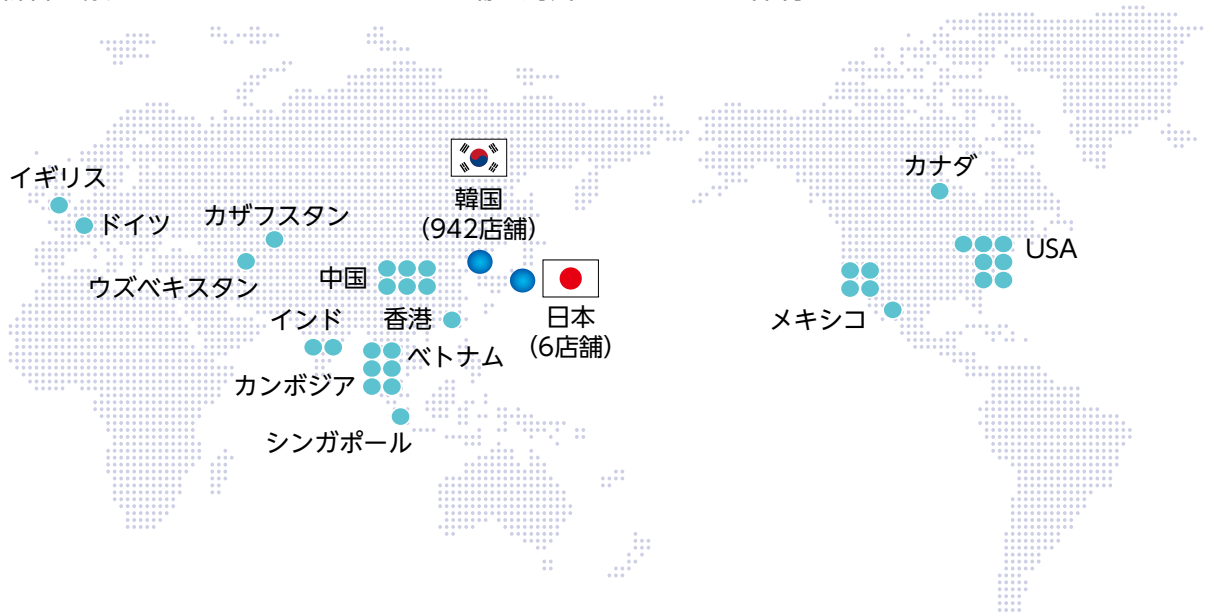 イギリス
ドイツ
カザフスタン
ウズベキスタン
韓国
(942店舗)
中国
香港
日本
(6店舗)
インド
ベトナム
カンボジア
シンガポール
カナダ
USA
メキシコ